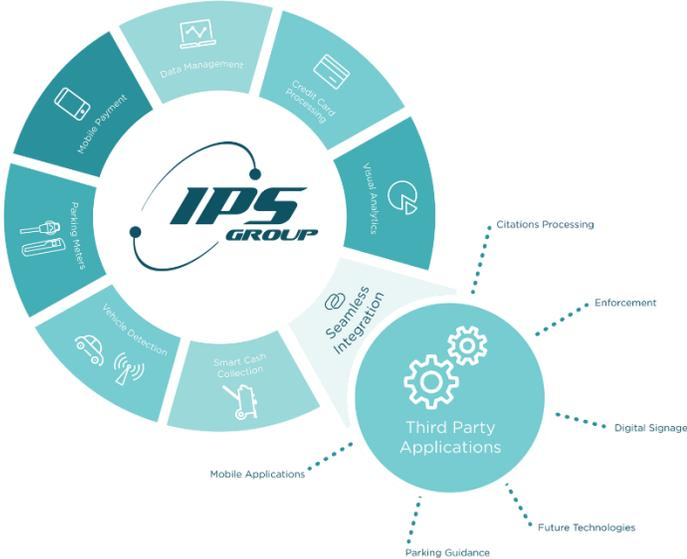 Data Management
Credit Card
Processing
Mobile Payment
Visual Analytics
IPS
GROUP
Parking Meters
Citations Processing
Seamless
Integration
Enforcement
Vehicle Detection
Smart Cash
Collection
Third Party
Applications
Digital Signage
Mobile Applications
Future Technologies
Parking Guidance